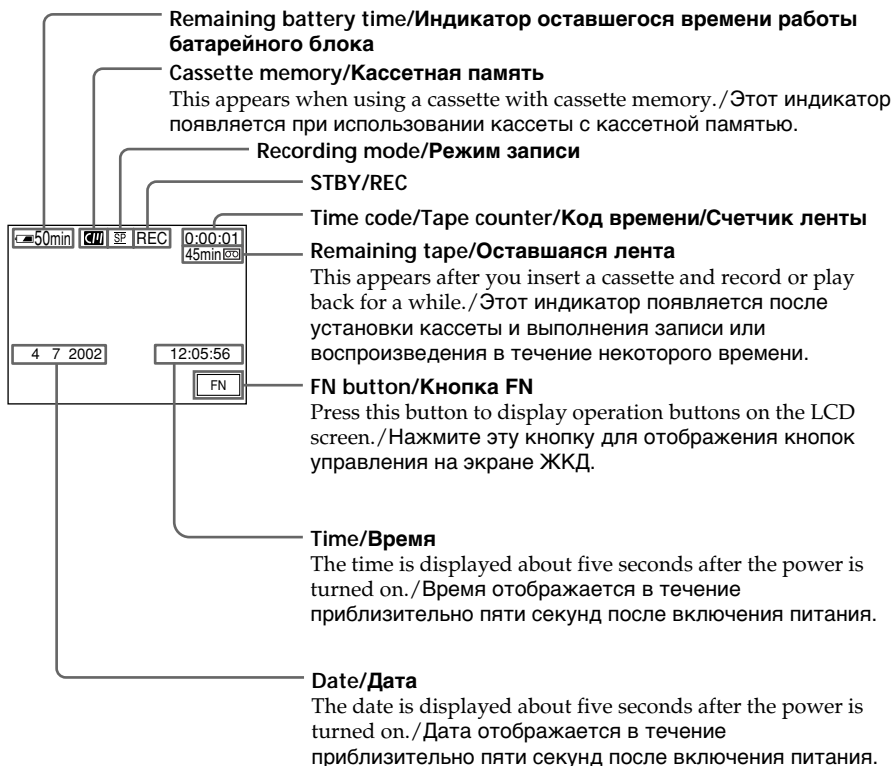 Remaining battery time/Индикатор оставшегося времени работы
батарейного блока
Cassette memory/Кассетная память
This appears when using a cassette with cassette memory./Этот индикатор
появляется при использовании кассеты с кассетной памятью.
Recording mode/Режим записи
STBY/REC
Time code/Tape counter/Код времени/Счетчик ленты
50min SP REC 0:00:01
45min
Remaining tape/Оставшаяся лента
This appears after you insert a cassette and record or play
back for a while./Этот индикатор появляется после
установки кассеты и выполнения записи или
воспроизведения в течение некоторого времени.
4 7 2002 12:05:56
FN
FN button/Кнопка FN
Press this button to display operation buttons on the LCD
screen./Нажмите эту кнопку для отображения кнопок
управления на экране ЖКД.
Time/Время
The time is displayed about five seconds after the power is
turned on./Время отображается в течение
приблизительно пяти секунд после включения питания.
Date/Дата
The date is displayed about five seconds after the power is
turned on./Дата отображается в течение
приблизительно пяти секунд после включения питания.